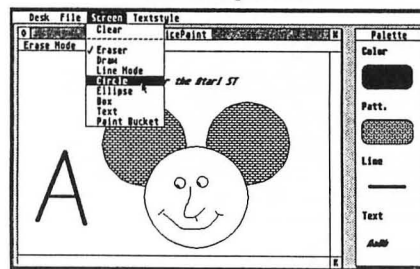 Desk File Screen Textstyle
Clear
icePaint
Palette
Erase Mode
✓ Eraser
Draw
Line Mode
Circle
Ellipse
Box
Text
Paint Bucket
r the Atari ST
A
Color
Patt.
Line
Text
AaBb